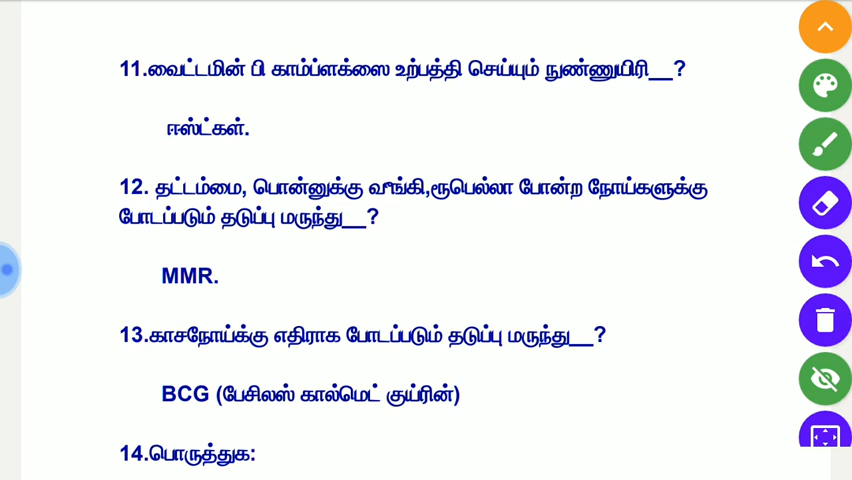 11.வைட்டமின் பி காம்ப்ளக்ஸை உற்பத்தி செய்யும் நுண்ணுயிரி__?
ஈஸ்ட்கள்.
12. தட்டம்மை, பொன்னுக்கு வீங்கி,ரூபெல்லா போன்ற நோய்களுக்கு
போடப்படும் தடுப்பு மருந்து__?
MMR.
13.காசநோய்க்கு எதிராக போடப்படும் தடுப்பு மருந்து__?
BCG (பேசிலஸ் கால்மெட் குய்ரின்)
14.பொருத்துக: